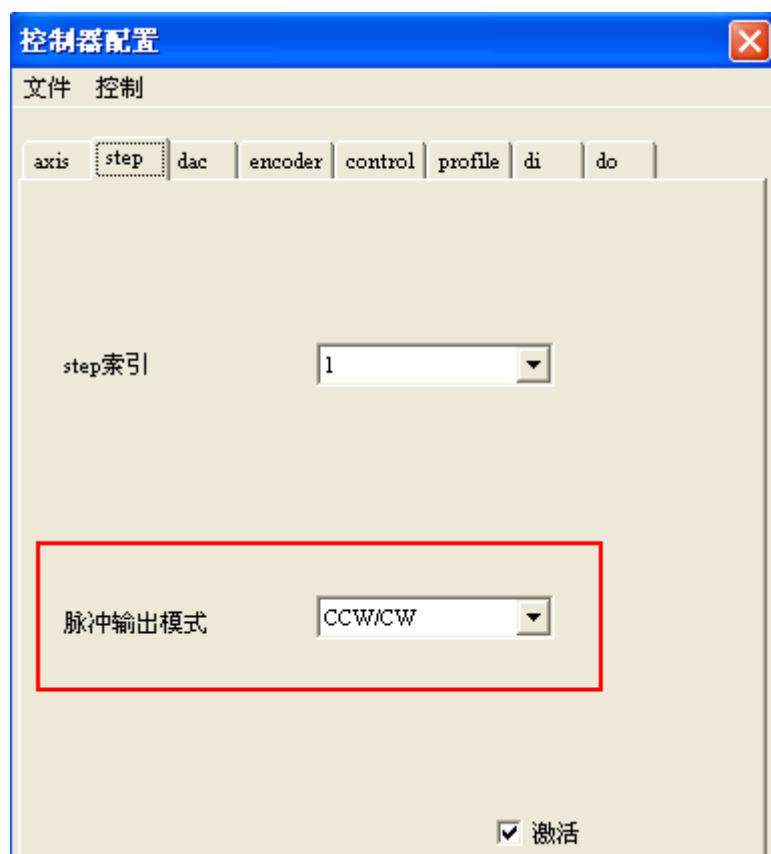 控制器配置
文件 控制
axis step dac encoder control profile di do
step索引 1
脉冲输出模式 CCW/CW
激活